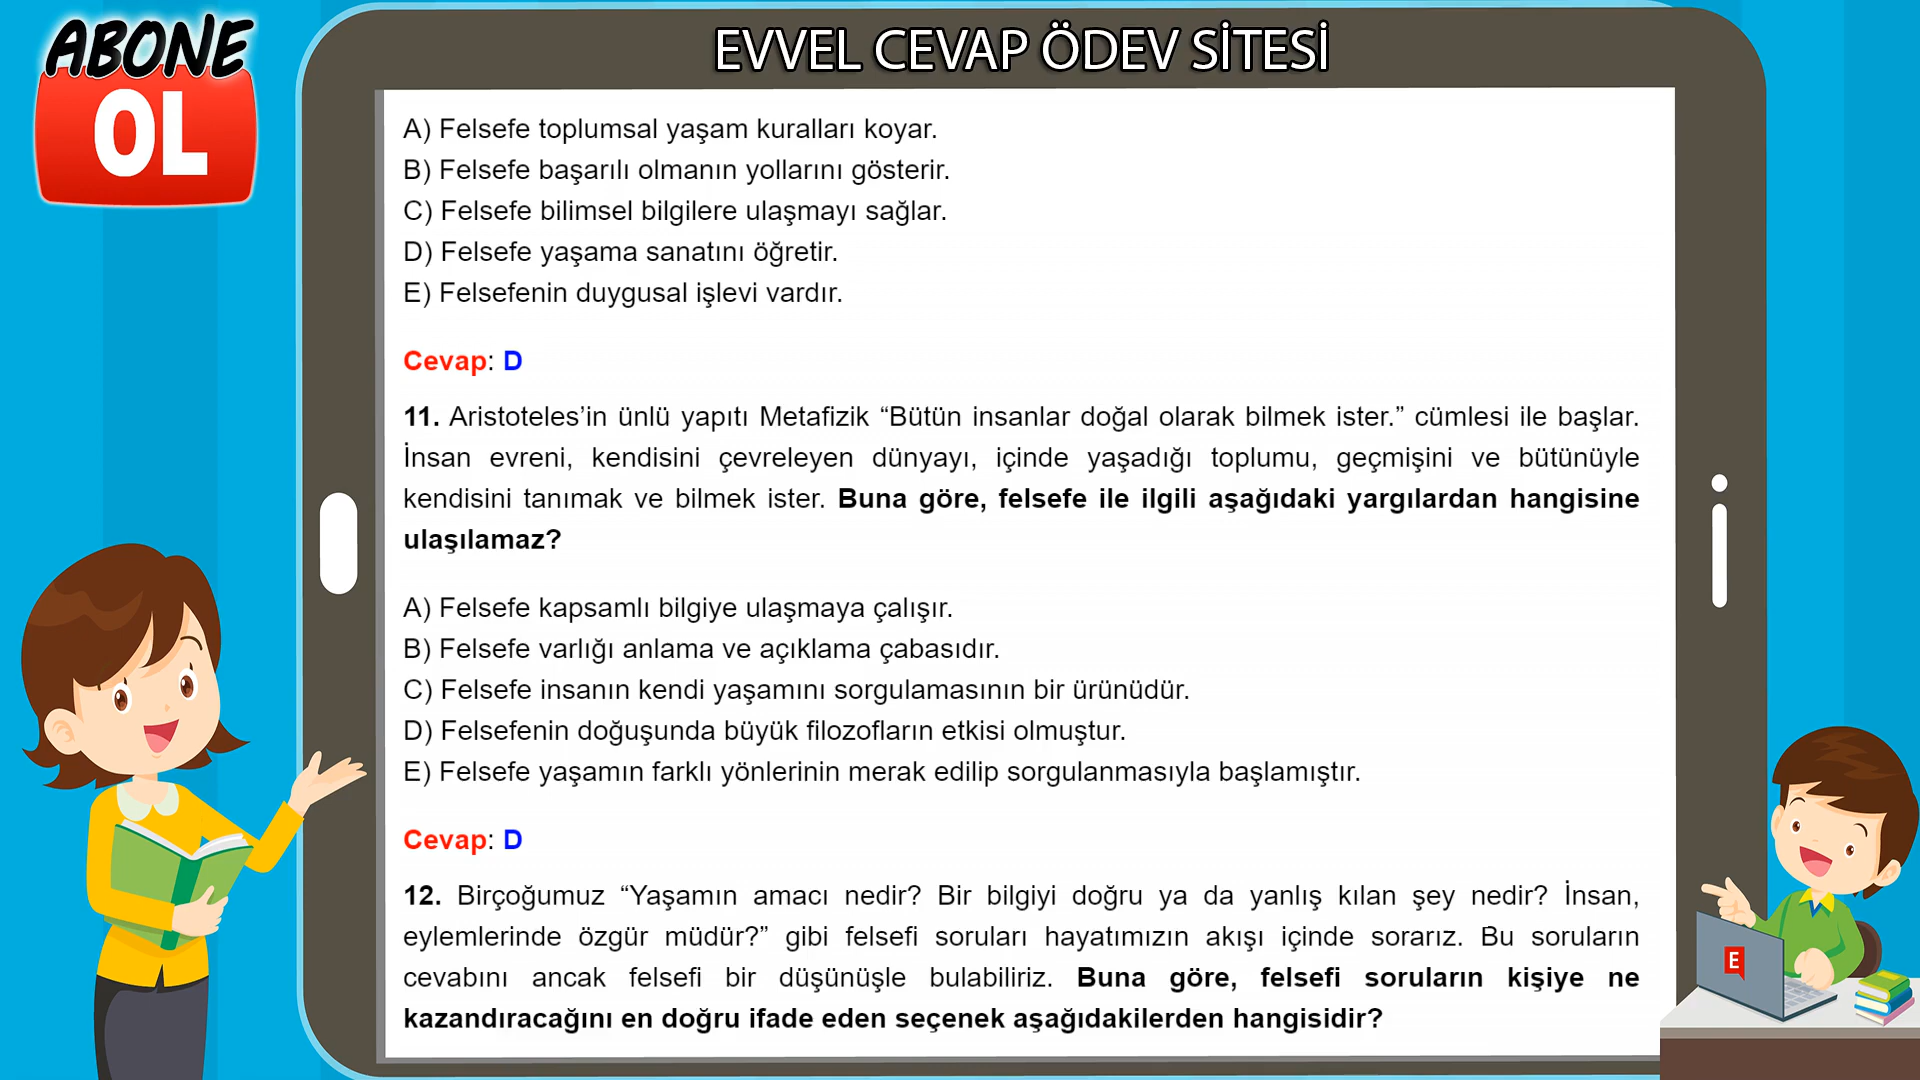 ABONE
OL
EVVEL CEVAP ÖDEV SİTESİ
A) Felsefe toplumsal yaşam kuralları koyar.
B) Felsefe başarılı olmanın yollarını gösterir.
C) Felsefe bilimsel bilgilere ulaşmayı sağlar.
D) Felsefe yaşama sanatını öğretir.
E) Felsefenin duygusal işlevi vardır.
Cevap: D
11. Aristoteles’in ünlü yapıtı Metafizik “Bütün insanlar doğal olarak bilmek ister.” cümlesi ile başlar.
İnsan evreni, kendisini çevreleyen dünyayı, içinde yaşadığı toplumu, geçmişini ve bütünüyle
kendisini tanımak ve bilmek ister. Buna göre, felsefe ile ilgili aşağıdaki yargılardan hangisine
ulaşılamaz?
A) Felsefe kapsamlı bilgiye ulaşmaya çalışır.
B) Felsefe varlığı anlama ve açıklama çabasıdır.
C) Felsefe insanın kendi yaşamını sorgulamasının bir ürünüdür.
D) Felsefenin doğuşunda büyük filozofların etkisi olmuştur.
E) Felsefe yaşamın farklı yönlerinin merak edilip sorgulanmasıyla başlamıştır.
Cevap: D
12. Birçoğumuz “Yaşamın amacı nedir? Bir bilgiyi doğru ya da yanlış kılan şey nedir? İnsan,
eylemlerinde özgür müdür?” gibi felsefi soruları hayatımızın akışı içinde sorarız. Bu soruların
cevabını ancak felsefi bir düşünüşle bulabiliriz. Buna göre, felsefi soruların kişiye ne
kazandıracağını en doğru ifade eden seçenek aşağıdakilerden hangisidir?
E